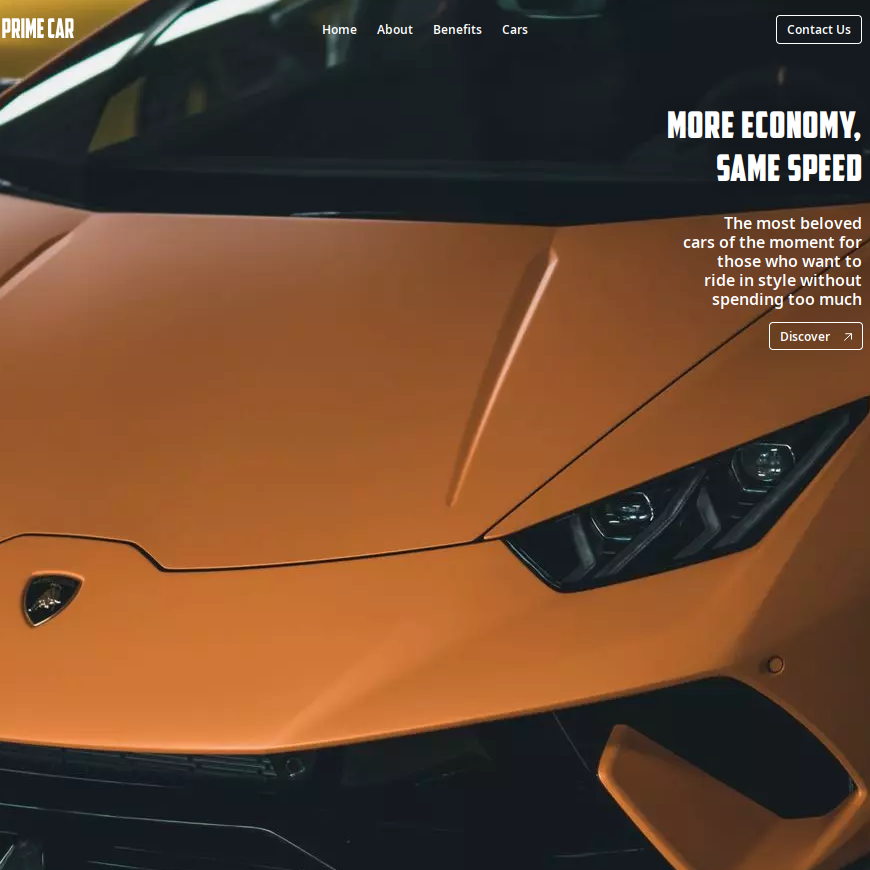 PRIME CAR
Home
About
Benefits
Cars
Contact Us
MORE ECONOMY,
SAME SPEED
The most beloved
cars of the moment for
those who want to
ride in style without
spending too much
Discover